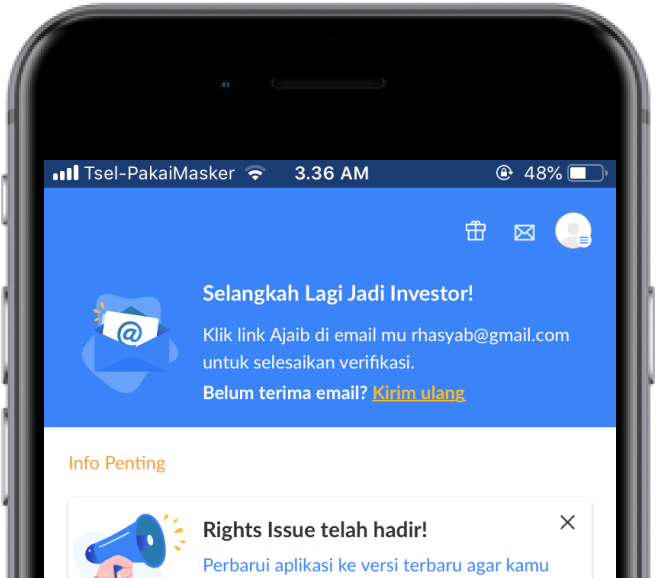 Tsel-PakaiMasker 3.36 AM 48%
Selangkah Lagi Jadi Investor!
Klik link Ajaib di email mu rhasyab@gmail.com
untuk selesaikan verifikasi.
Belum terima email? Kirim ulang
Info Penting
Rights Issue telah hadir!
Perbarui aplikasi ke versi terbaru agar kamu